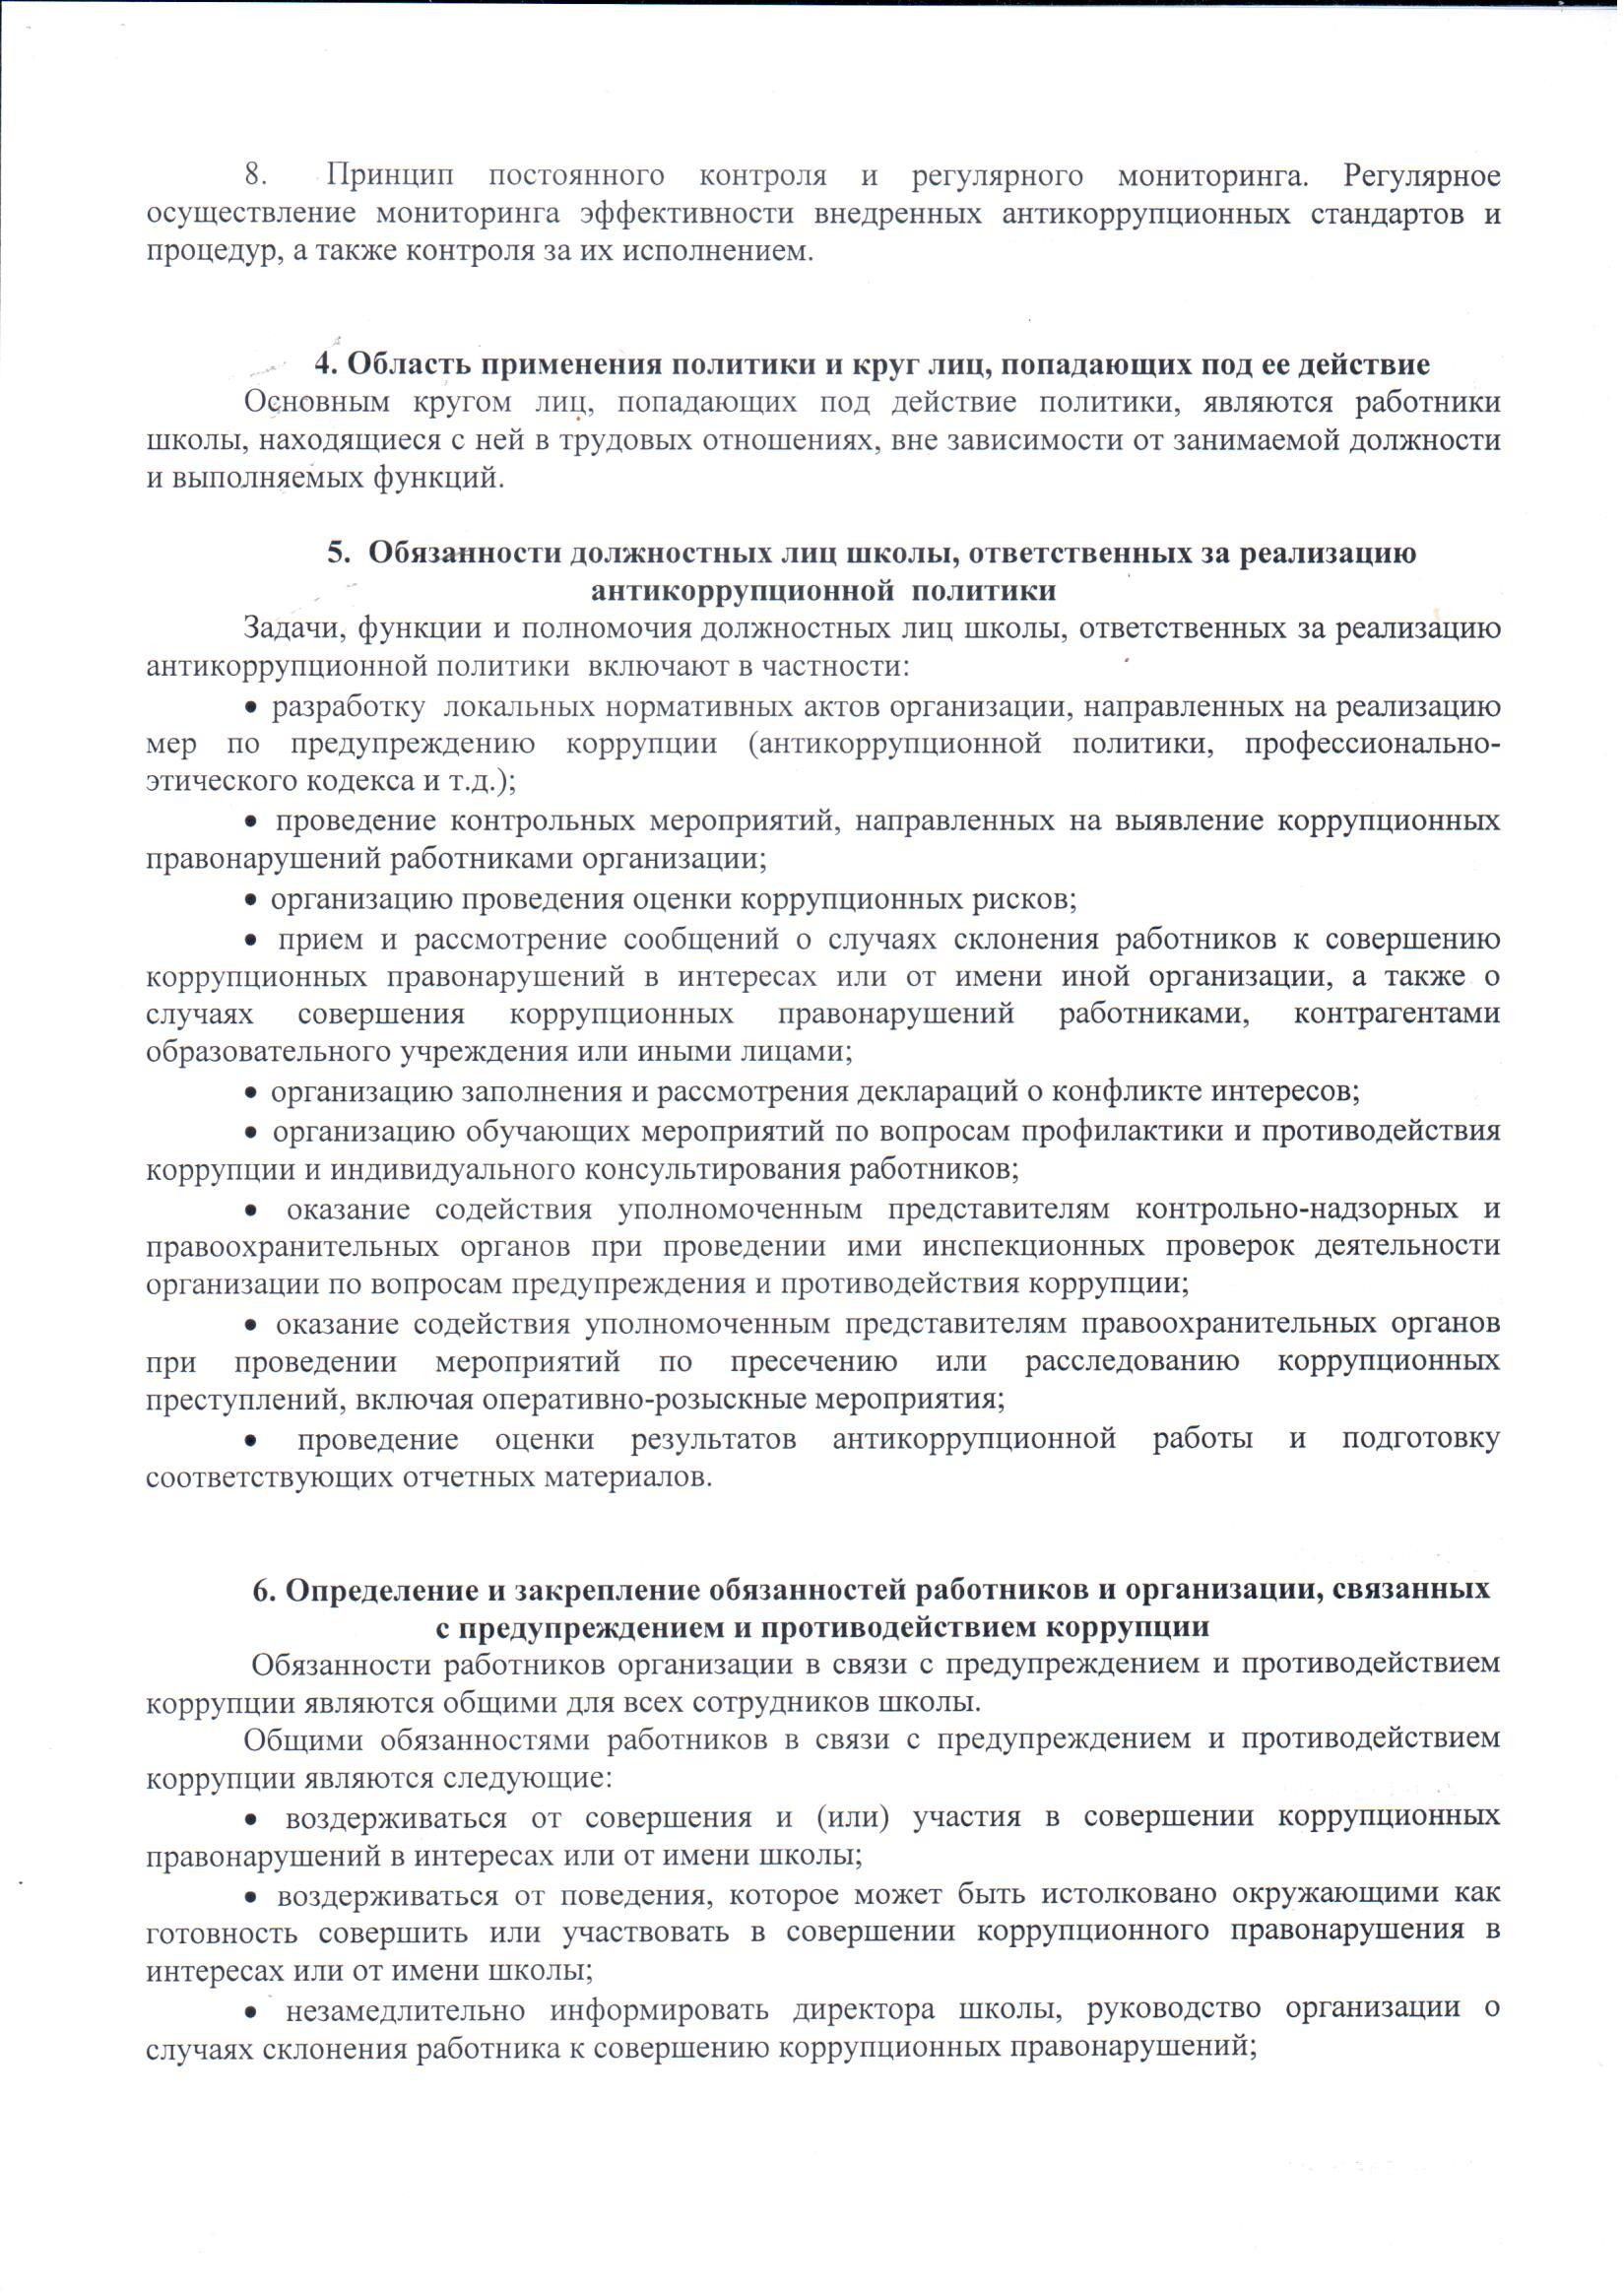 8. Принцип постоянного контроля и регулярного мониторинга. Регулярное
осуществление мониторинга эффективности внедренных антикоррупционных стандартов и
процедур, а также контроля за их исполнением.
4. Область применения политики и круг лиц, попадающих под ее действие
Основным кругом лиц, попадающих под действие политики, являются работники
школы, находящиеся с ней в трудовых отношениях, вне зависимости от занимаемой должности
и выполняемых функций.
5. Обязанности должностных лиц школы, ответственных за реализацию
антикоррупционной политики
Задачи, функции и полномочия должностных лиц школы, ответственных за реализацию
антикоррупционной политики включают в частности:
• разработку локальных нормативных актов организации, направленных на реализацию
мер по предупреждению коррупции (антикоррупционной политики, профессионально-
этического кодекса и т.д.);
• проведение контрольных мероприятий, направленных на выявление коррупционных
правонарушений работниками организации;
• организацию проведения оценки коррупционных рисков;
• прием и рассмотрение сообщений о случаях склонения работников к совершению
коррупционных правонарушений в интересах или от имени иной организации, а также о
случаях совершения коррупционных правонарушений работниками, контрагентами
образовательного учреждения или иными лицами;
• организацию заполнения и рассмотрения деклараций о конфликте интересов;
• организацию обучающих мероприятий по вопросам профилактики и противодействия
коррупции и индивидуального консультирования работников;
• оказание содействия уполномоченным представителям контрольно-надзорных и
правоохранительных органов при проведении ими инспекционных проверок деятельности
организации по вопросам предупреждения и противодействия коррупции;
• оказание содействия уполномоченным представителям правоохранительных органов
при проведении мероприятий по пресечению или расследованию коррупционных
преступлений, включая оперативно-розыскные мероприятия;
• проведение оценки результатов антикоррупционной работы и подготовку
соответствующих отчетных материалов.
6. Определение и закрепление обязанностей работников и организации, связанных
с предупреждением и противодействием коррупции
Обязанности работников организации в связи с предупреждением и противодействием
коррупции являются общими для всех сотрудников школы.
Общими обязанностями работников в связи с предупреждением и противодействием
коррупции являются следующие:
• воздерживаться от совершения и (или) участия в совершении коррупционных
правонарушений в интересах или от имени школы;
• воздерживаться от поведения, которое может быть истолковано окружающими как
готовность совершить или участвовать в совершении коррупционного правонарушения в
интересах или от имени школы;
• незамедлительно информировать директора школы, руководство организации о
случаях склонения работника к совершению коррупционных правонарушений;